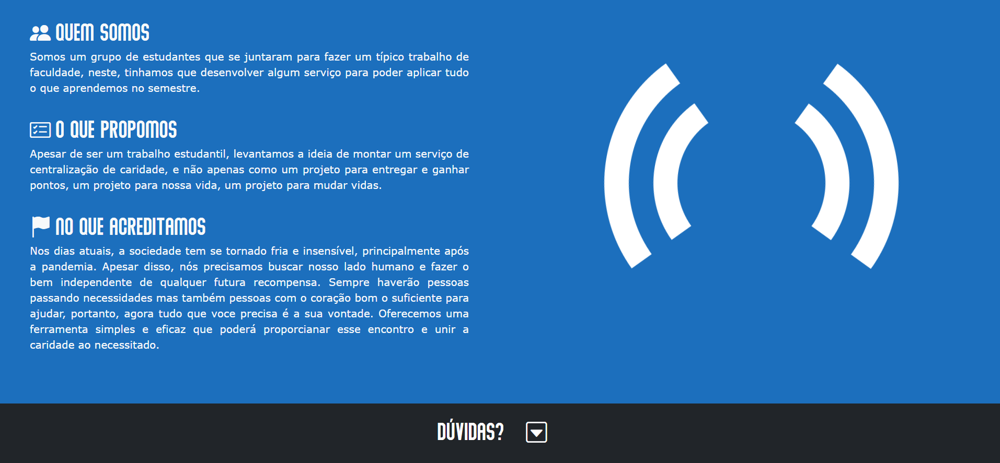 QUEM SOMOS
Somos um grupo de estudantes que se juntaram para fazer um típico trabalho de
faculdade, neste, tinhamos que desenvolver algum serviço para poder aplicar tudo
o que aprendemos no semestre.
O QUE PROPOMOS
Apesar de ser um trabalho estudantil, levantamos a ideia de montar um serviço de
centralização de caridade, e não apenas como um projeto para entregar e ganhar
pontos, um projeto para nossa vida, um projeto para mudar vidas.
NO QUE ACREDITAMOS
Nos dias atuais, a sociedade tem se tornado fria e insensível, principalmente após
a pandemia. Apesar disso, nós precisamos buscar nosso lado humano e fazer o
bem independente de qualquer futura recompensa. Sempre haverão pessoas
passando necessidades mas também pessoas com o coração bom o suficiente para
ajudar, portanto, agora tudo que voce precisa é a sua vontade. Oferecemos uma
ferramenta simples e eficaz que poderá proporcianar esse encontro e unir a
caridade ao necessitado.
DÚVIDAS?